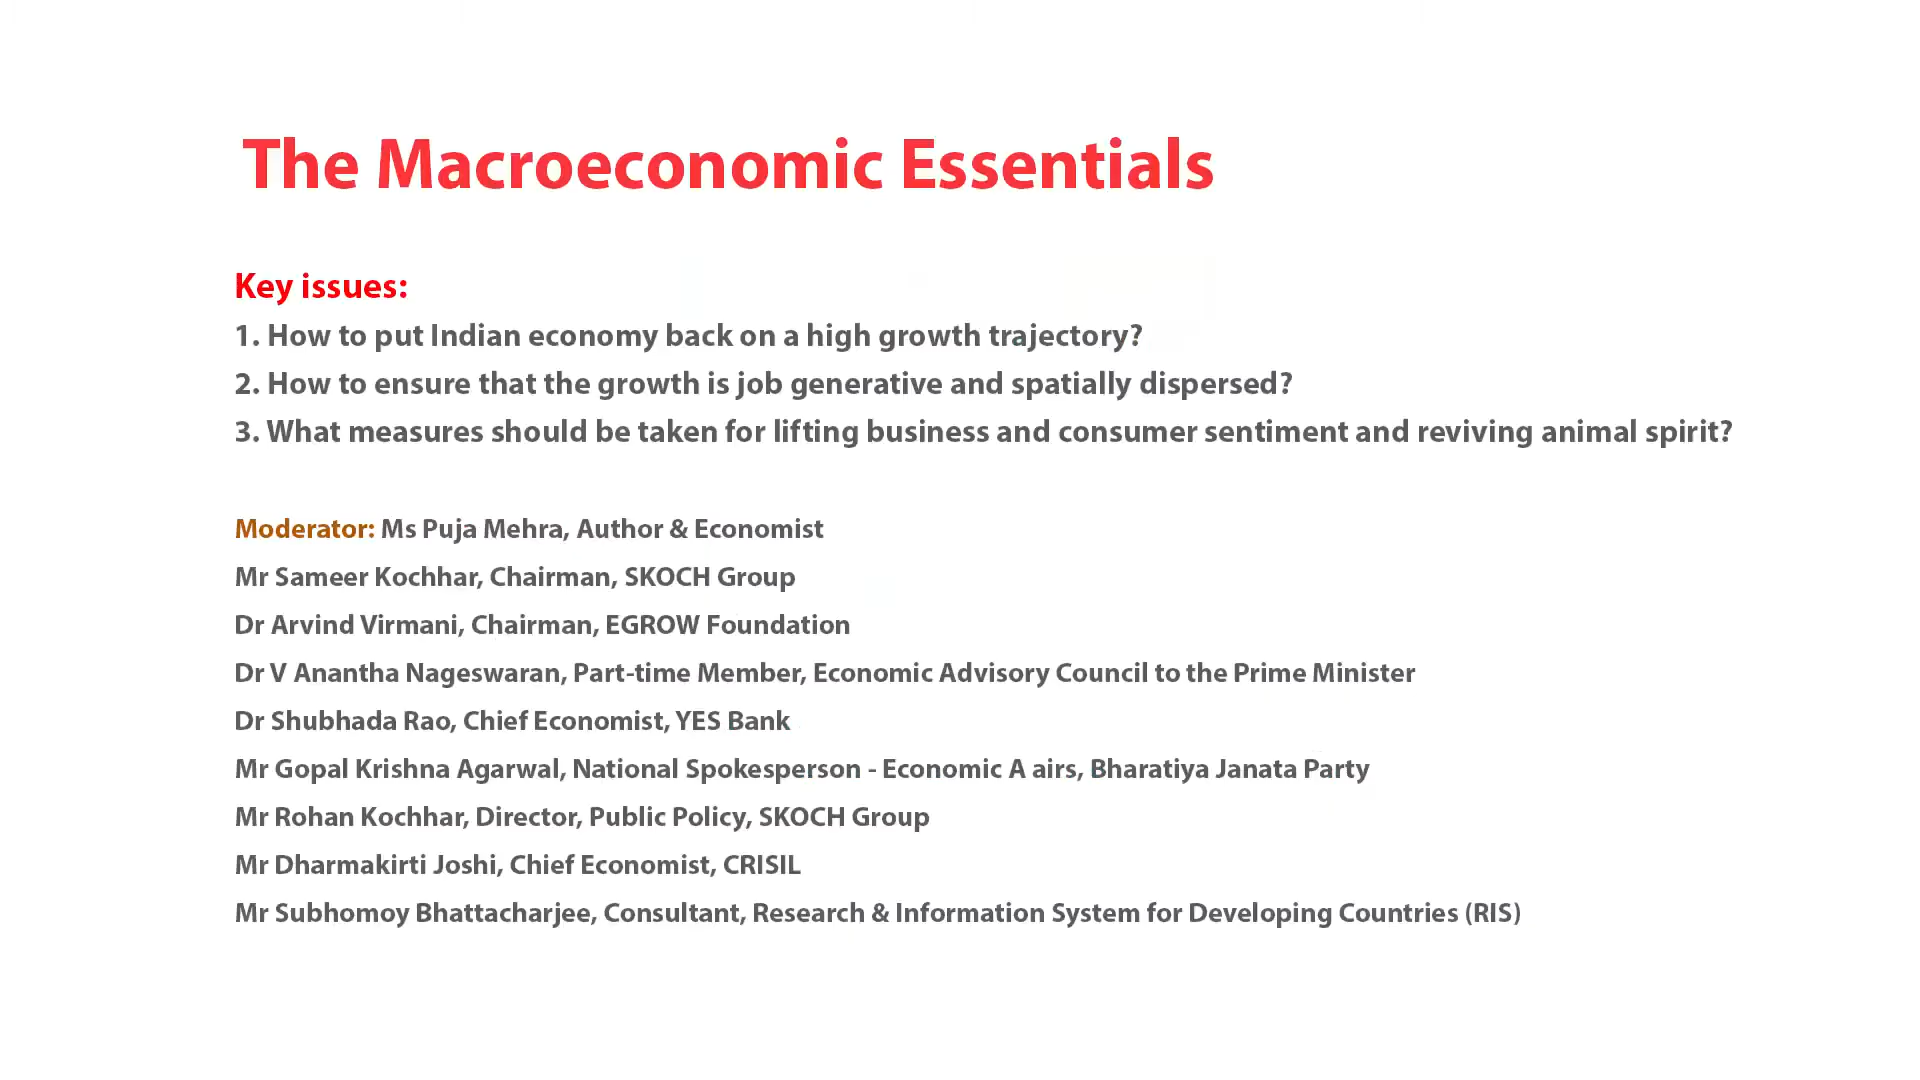 The Macroeconomic Essentials
Key issues:
1. How to put Indian economy back on a high growth trajectory?
2. How to ensure that the growth is job generative and spatially dispersed?
3. What measures should be taken for lifting business and consumer sentiment and reviving animal spirit?
Moderator: Ms Puja Mehra, Author & Economist
Mr Sameer Kochhar, Chairman, SKOCH Group
Dr Arvind Virmani, Chairman, EGROW Foundation
Dr V Anantha Nageswaran, Part-time Member, Economic Advisory Council to the Prime Minister
Dr Shubhada Rao, Chief Economist, YES Bank
Mr Gopal Krishna Agarwal, National Spokesperson - Economic A airs, Bharatiya Janata Party
Mr Rohan Kochhar, Director, Public Policy, SKOCH Group
Mr Dharmakirti Joshi, Chief Economist, CRISIL
Mr Subhomoy Bhattacharjee, Consultant, Research & Information System for Developing Countries (RIS)